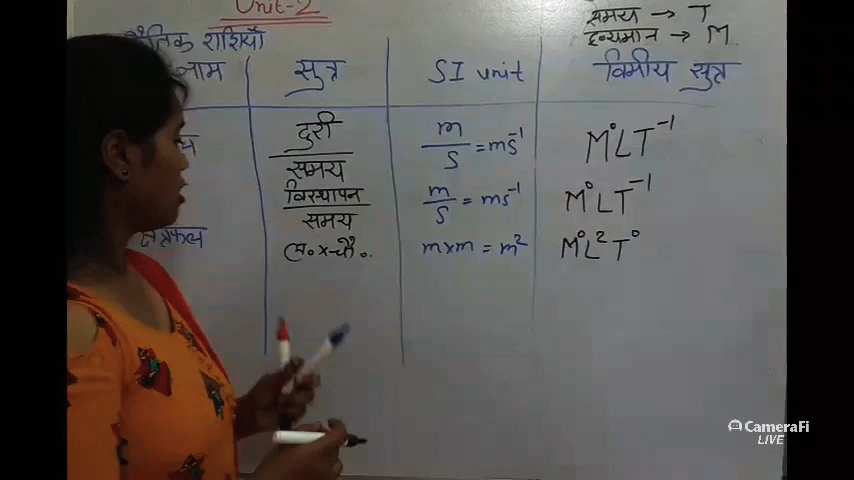 Unit-2
समय → T
द्रव्यमान → M
राशियाँ
नाम सुत्र SI unit विमीय सुत्र
दुरी/समय m/s = ms⁻¹ M⁰LT⁻¹
विस्थापन/समय m/s = ms⁻¹ M⁰LT⁻¹
क्षेत्रफल ल० × चौ० m×m = m² M⁰L²T⁰
CameraFi
LIVE